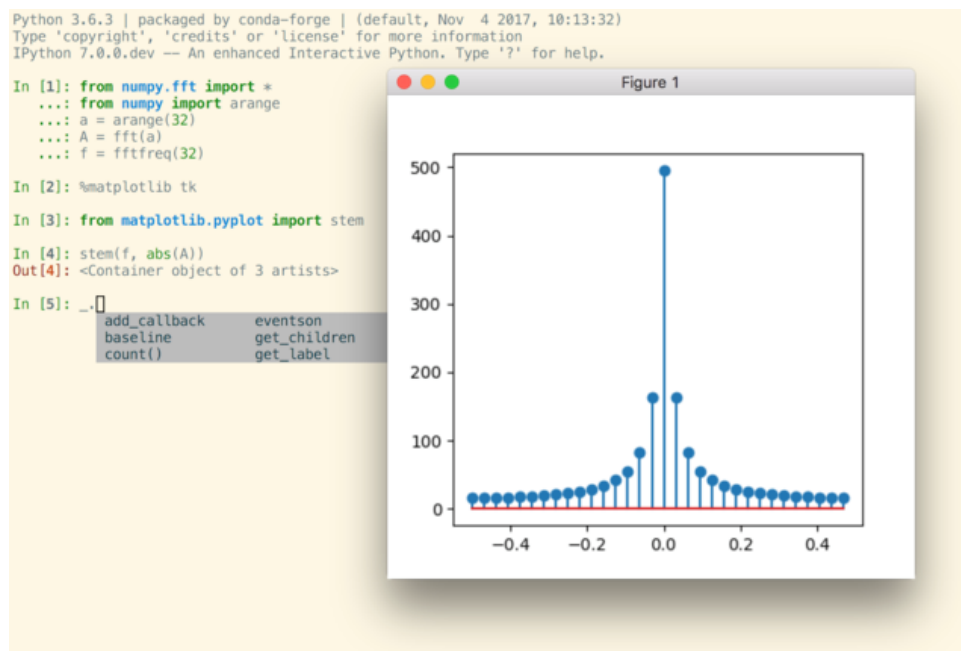 Python 3.6.3 | packaged by conda-forge | (default, Nov  4 2017, 10:13:32)
Type 'copyright', 'credits' or 'license' for more information
IPython 7.0.0.dev -- An enhanced Interactive Python. Type '?' for help.
In [1]: from numpy.fft import *
   ...: from numpy import arange
   ...: a = arange(32)
   ...: A = fft(a)
   ...: f = fftfreq(32)
In [2]: %matplotlib tk
In [3]: from matplotlib.pyplot import stem
In [4]: stem(f, abs(A))
Out[4]: <Container object of 3 artists>
In [5]: _.
add_callback eventson
baseline get_children
count() get_label
Figure 1
500
400
300
200
100
0
−0.4 −0.2 0.0 0.2 0.4